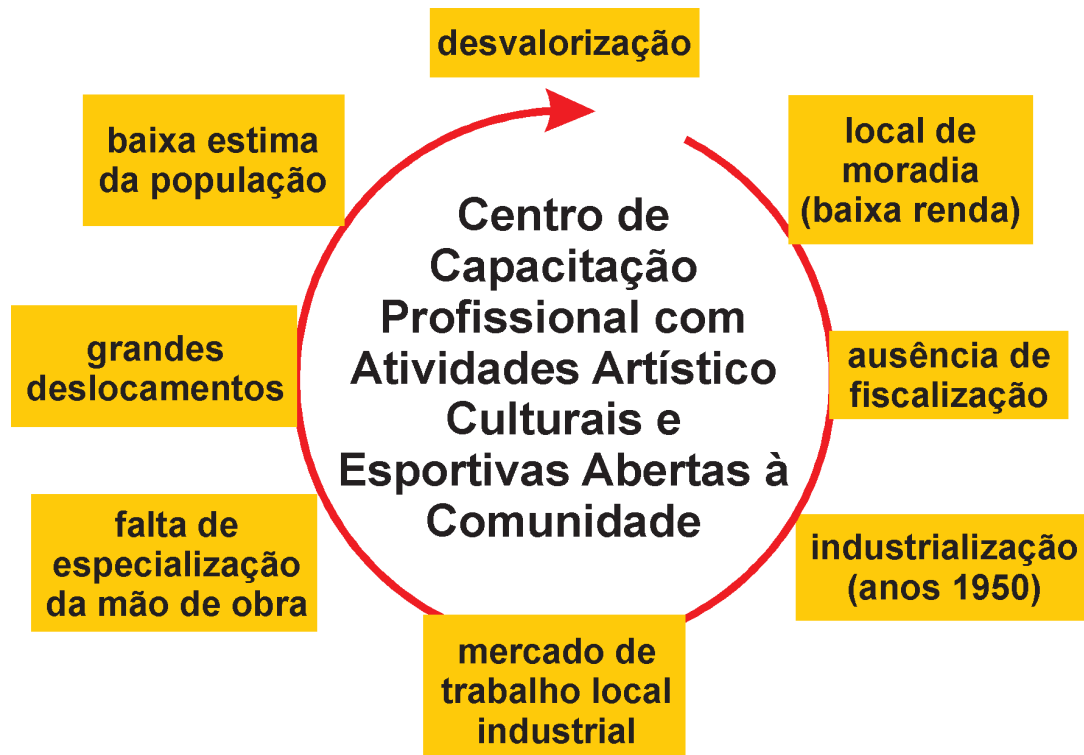 desvalorização
local de
moradia
(baixa renda)
ausência de
fiscalização
industrialização
(anos 1950)
mercado de
trabalho local
industrial
falta de
especialização
da mão de obra
grandes
deslocamentos
baixa estima
da população
Centro de
Capacitação
Profissional com
Atividades Artístico
Culturais e
Esportivas Abertas à
Comunidade